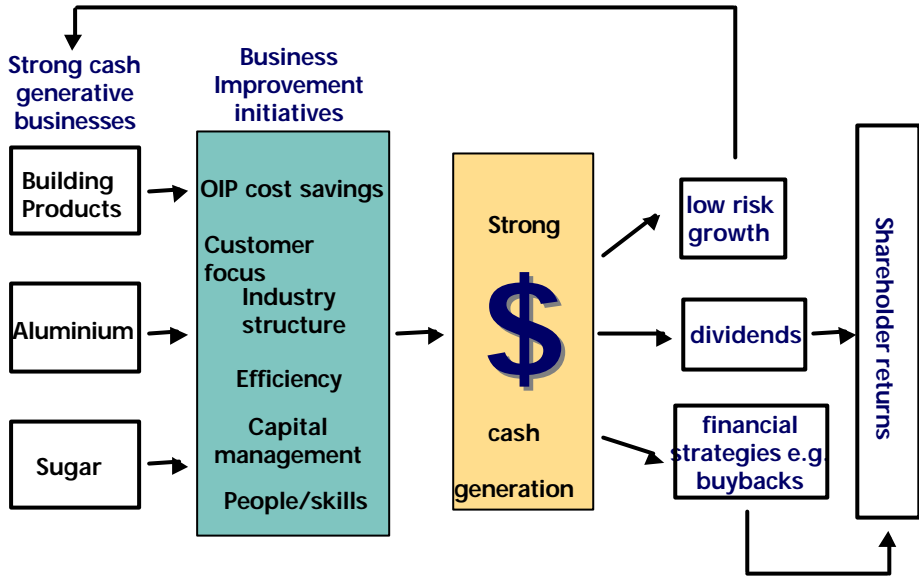 Strong cash
generative
businesses
Building
Products
Aluminium
Sugar
Business
Improvement
initiatives
OIP cost savings
Customer
focus
Industry
structure
Efficiency
Capital
management
People/skills
Strong
$
cash
generation
low risk
growth
dividends
financial
strategies e.g.
buybacks
Shareholder returns